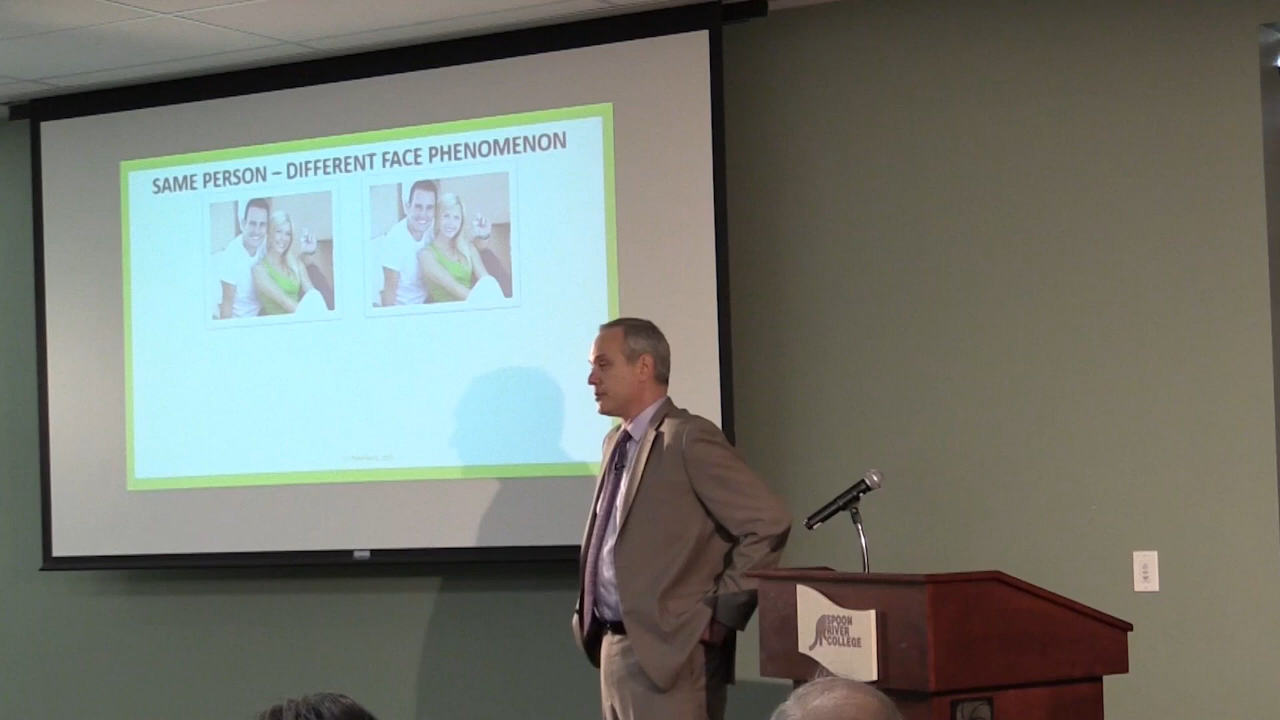 SAME PERSON – DIFFERENT FACE PHENOMENON
SPOON
RIVER
COLLEGE